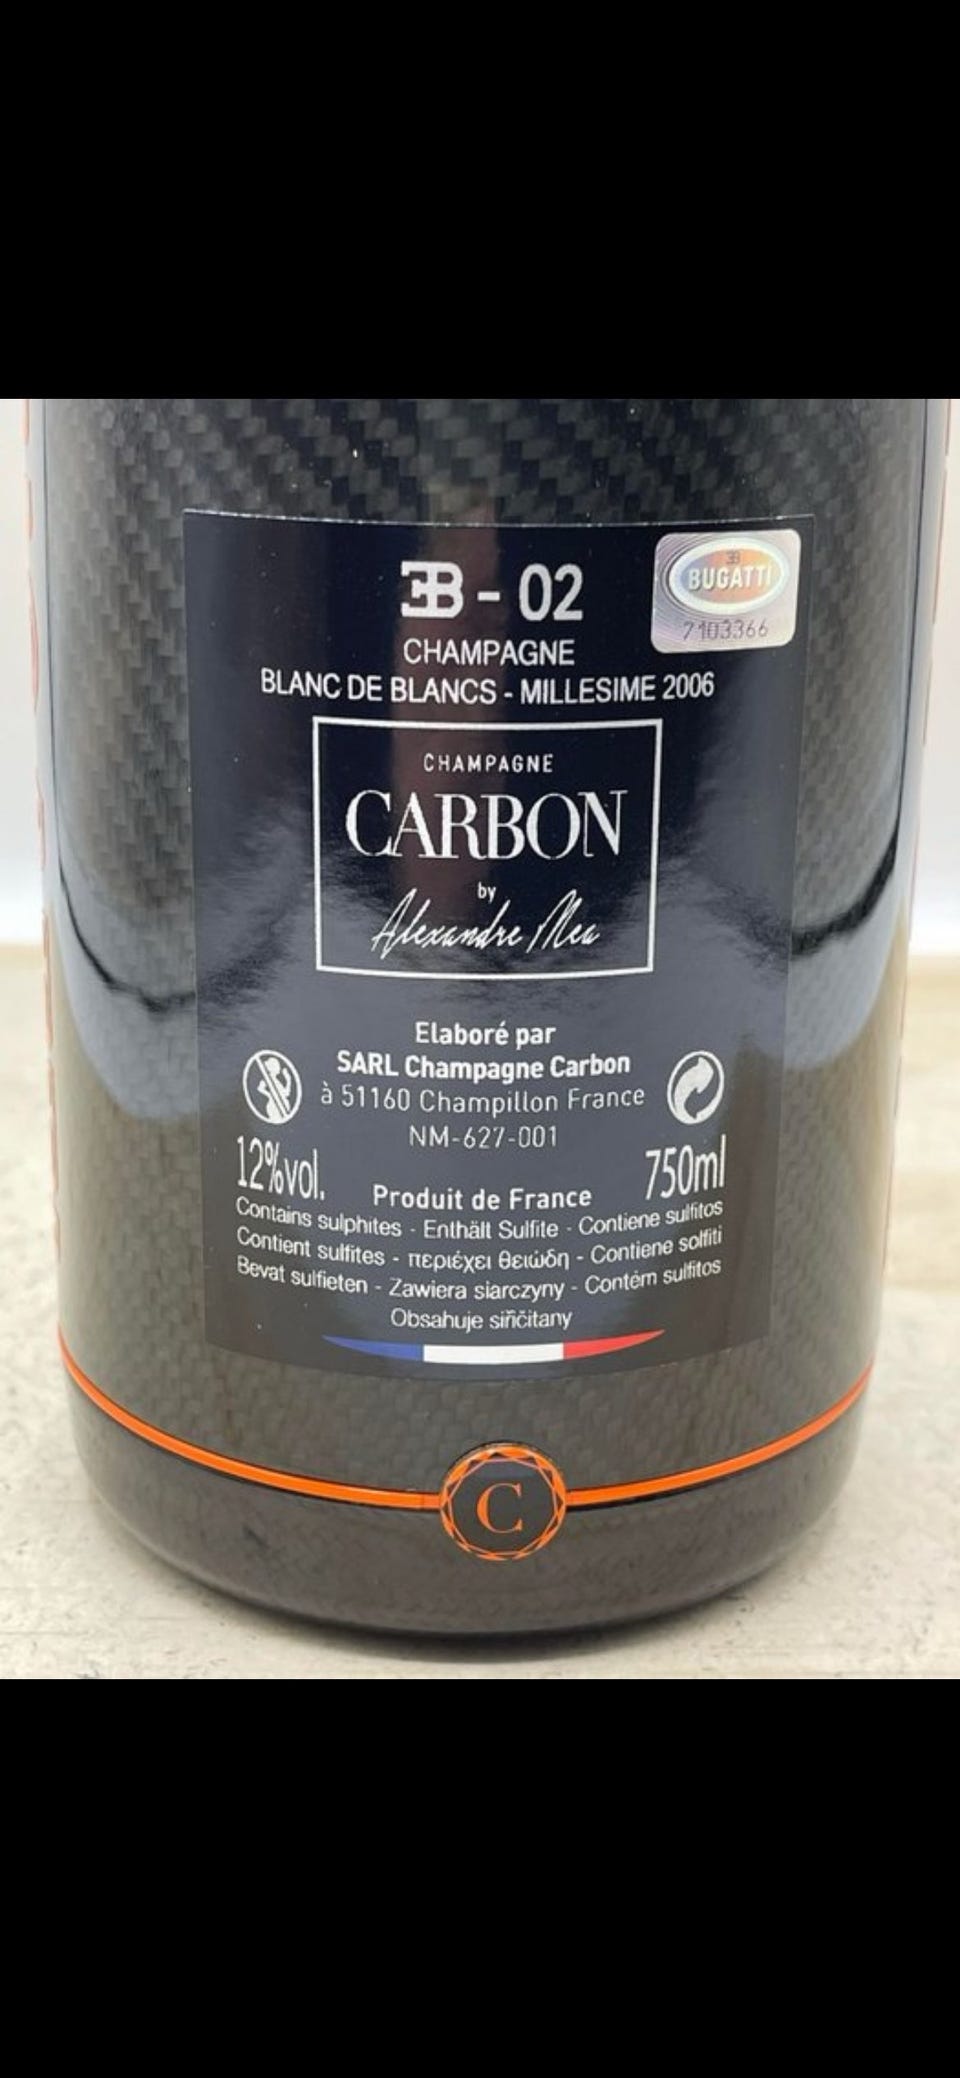 EB - 02
EB
BUGATTI
7103366
CHAMPAGNE
BLANC DE BLANCS - MILLESIME 2006
CHAMPAGNE
CARBON
by
Alexandre Mea
Elaboré par
SARL Champagne Carbon
à 51160 Champillon France
NM-627-001
12%vol.
750ml
Produit de France
Contains sulphites - Enthält Sulfite - Contiene sulfitos
Contient sulfites - περιέχει θειώδη - Contiene solfiti
Bevat sulfieten - Zawiera siarczyny - Contém sulfitos
Obsahuje siřičitany
C